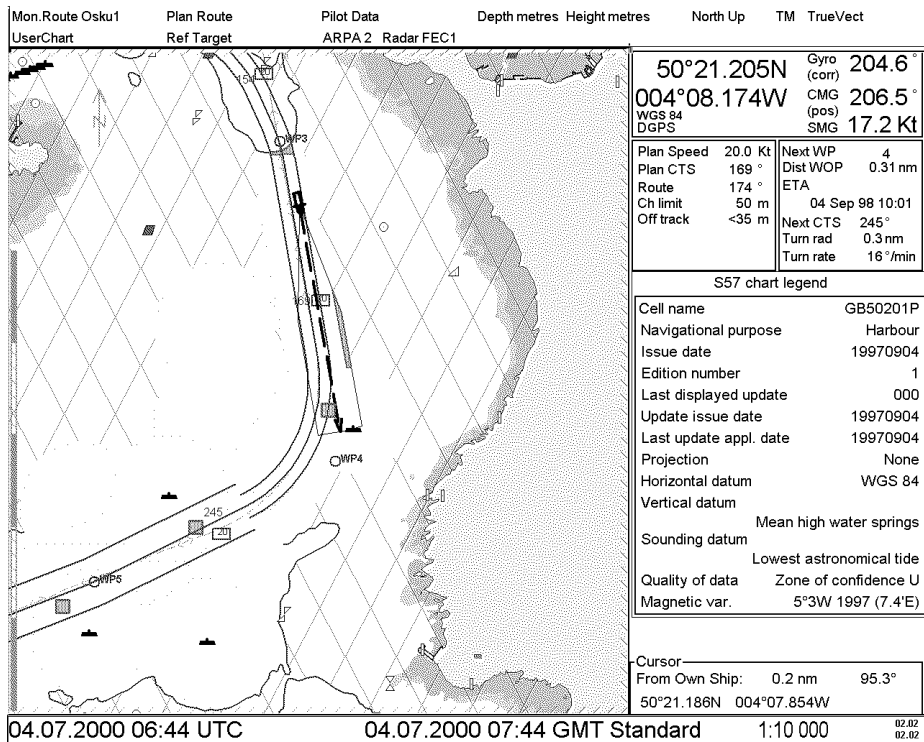 Mon.Route Osku1 Plan Route Pilot Data Depth metres Height metres North Up TM TrueVect
UserChart Ref Target ARPA 2 Radar FEC1
50°21.205N
004°08.174W
WGS 84
DGPS
Gyro (corr) 204.6°
CMG (pos) 206.5°
SMG 17.2 Kt
Plan Speed 20.0 Kt
Plan CTS 169 °
Route 174 °
Ch limit 50 m
Off track <35 m
Next WP 4
Dist WOP 0.31 nm
ETA
04 Sep 98 10:01
Next CTS 245°
Turn rad 0.3 nm
Turn rate 16°/min
S57 chart legend
Cell name GB50201P
Navigational purpose Harbour
Issue date 19970904
Edition number 1
Last displayed update 000
Update issue date 19970904
Last update appl. date 19970904
Projection None
Horizontal datum WGS 84
Vertical datum
Mean high water springs
Sounding datum
Lowest astronomical tide
Quality of data Zone of confidence U
Magnetic var. 5°3W 1997 (7.4'E)
Cursor
From Own Ship: 0.2 nm 95.3°
50°21.186N 004°07.854W
154
WP3
N
169
WP4
245
20
WP5
04.07.2000 06:44 UTC 04.07.2000 07:44 GMT Standard 1:10 000
02.02
02.02